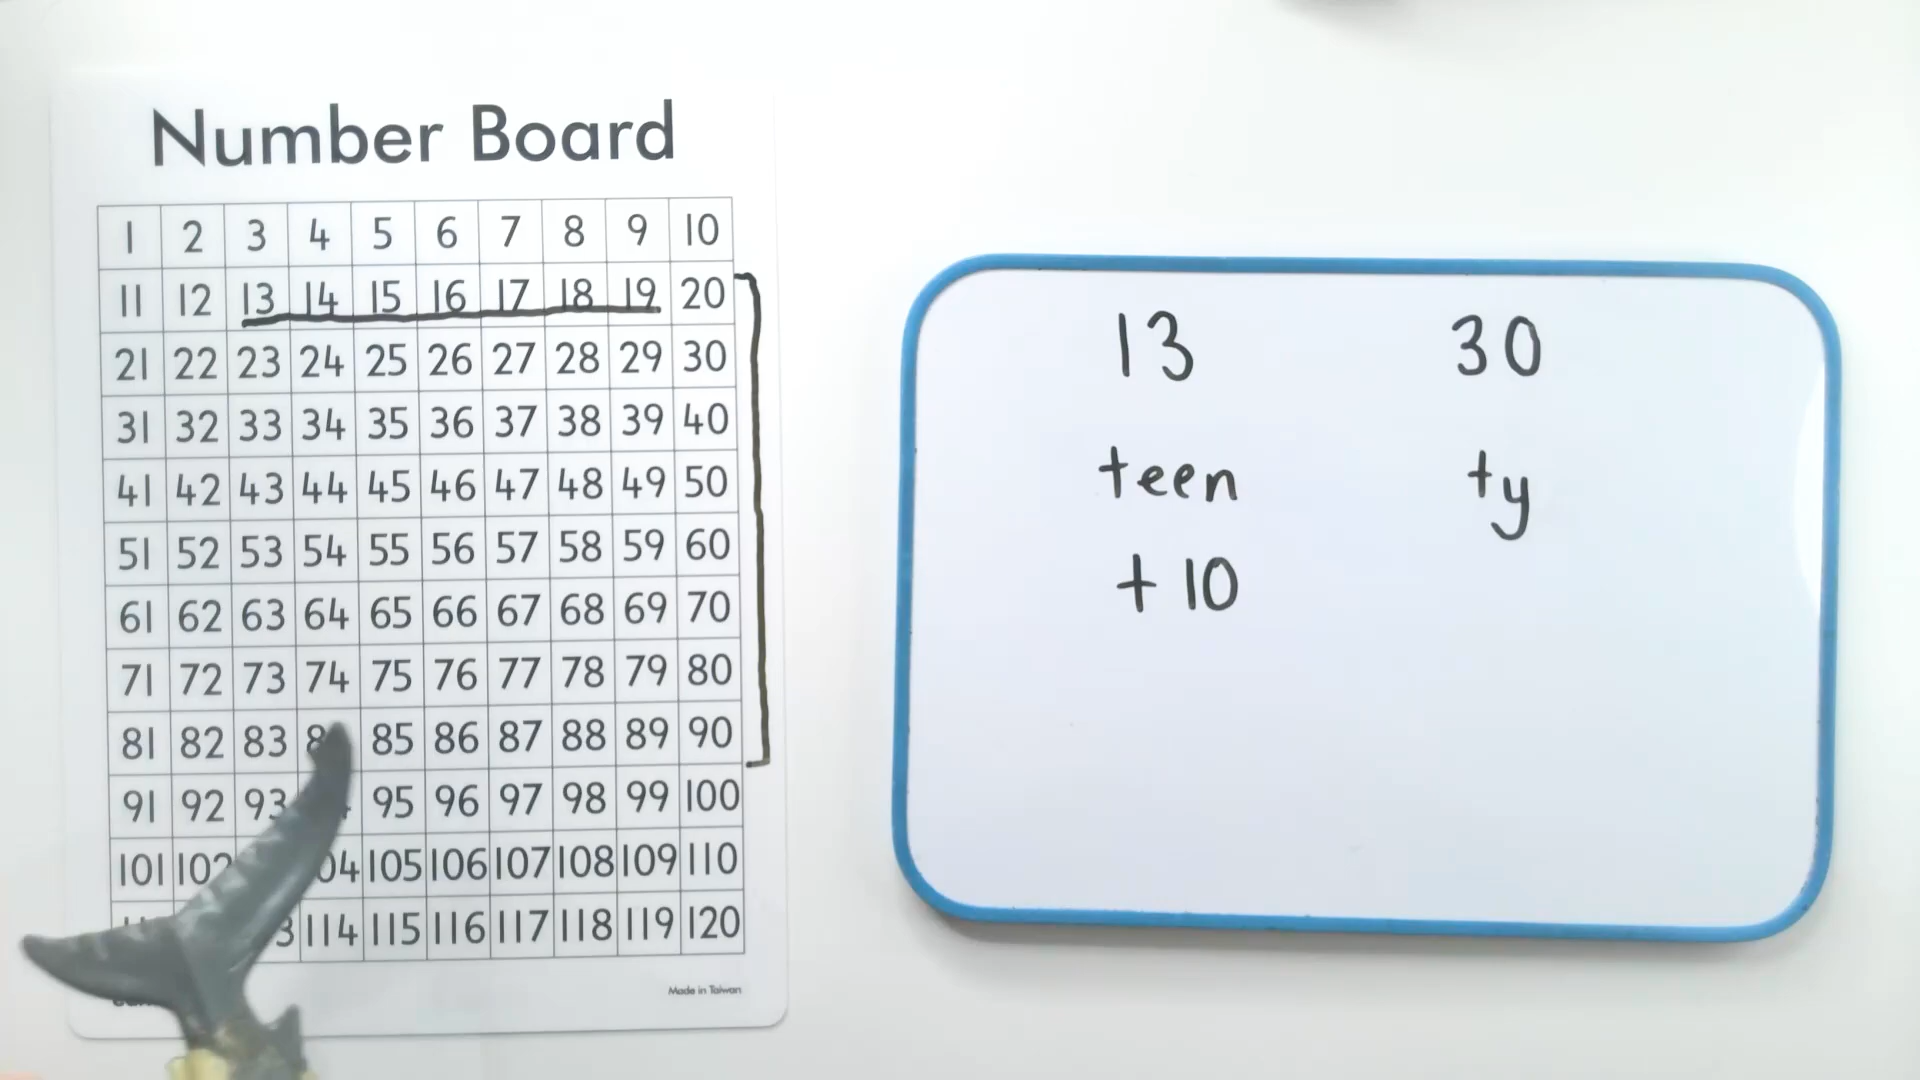 Number Board
1 2 3 4 5 6 7 8 9 10
11 12 13 14 15 16 17 18 19 20
21 22 23 24 25 26 27 28 29 30
31 32 33 34 35 36 37 38 39 40
41 42 43 44 45 46 47 48 49 50
51 52 53 54 55 56 57 58 59 60
61 62 63 64 65 66 67 68 69 70
71 72 73 74 75 76 77 78 79 80
81 82 83 85 86 87 88 89 90
91 92 93 95 96 97 98 99 100
101 102 105 106 107 108 109 110
114 115 116 117 118 119 120
Made in Taiwan
13 30
teen ty
+ 10